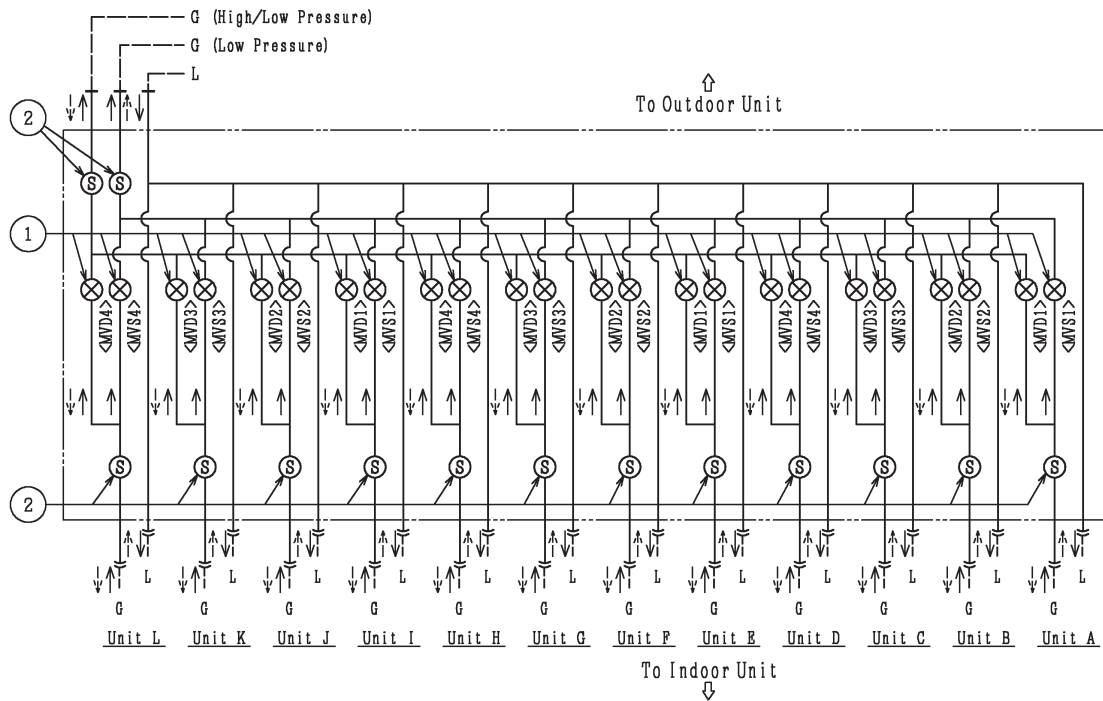 G (High/Low Pressure)
G (Low Pressure)
L
To Outdoor Unit
2
S S
1
<MVD4> <MVS4> <MVD3> <MVS3> <MVD2> <MVS2> <MVD1> <MVS1> <MVD4> <MVS4> <MVD3> <MVS3> <MVD2> <MVS2> <MVD1> <MVS1> <MVD4> <MVS4> <MVD3> <MVS3> <MVD2> <MVS2> <MVD1> <MVS1>
S S S S S S S S S S S S
2
L L L L L L L L L L L L
G G G G G G G G G G G G
Unit L Unit K Unit J Unit I Unit H Unit G Unit F Unit E Unit D Unit C Unit B Unit A
To Indoor Unit